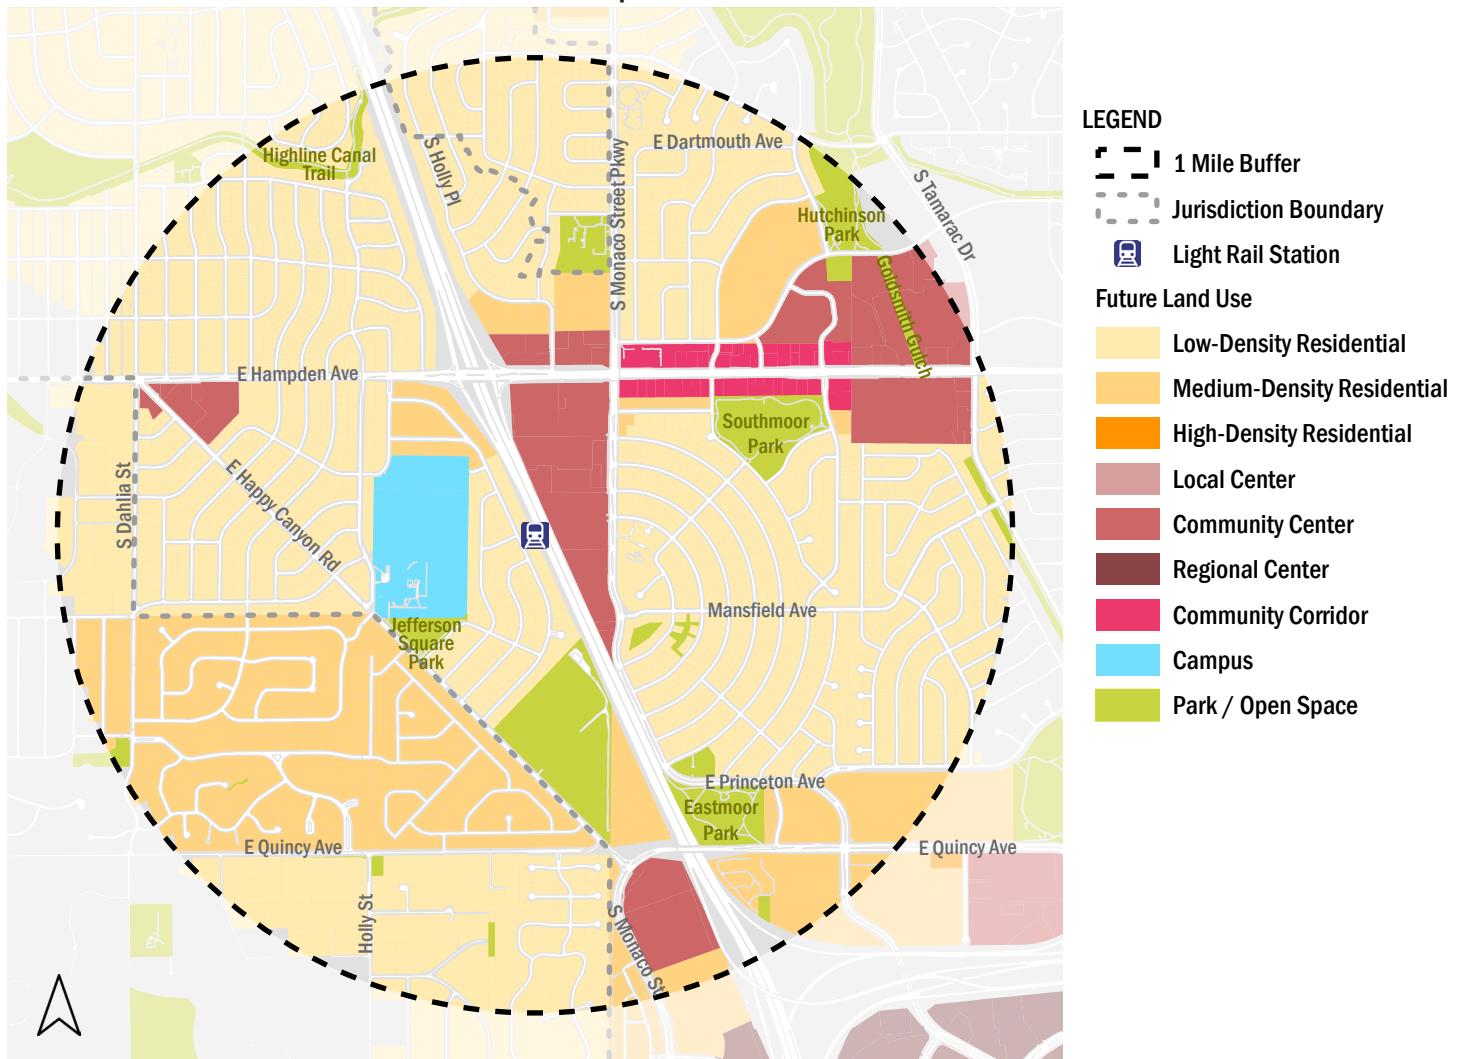 E Dartmouth Ave
Highline Canal
Trail
S Holly Pl
S Monaco Street Pkwy
S Tamarac Dr
Hutchinson
Park
Goldsmith Gulch
E Hampden Ave
Southmoor
Park
S Dahlia St
E Happy Canyon Rd
Mansfield Ave
Jefferson
Square
Park
E Princeton Ave
Eastmoor
Park
E Quincy Ave
E Quincy Ave
Holly St
S Monaco St
LEGEND
1 Mile Buffer
Jurisdiction Boundary
Light Rail Station
Future Land Use
Low-Density Residential
Medium-Density Residential
High-Density Residential
Local Center
Community Center
Regional Center
Community Corridor
Campus
Park / Open Space